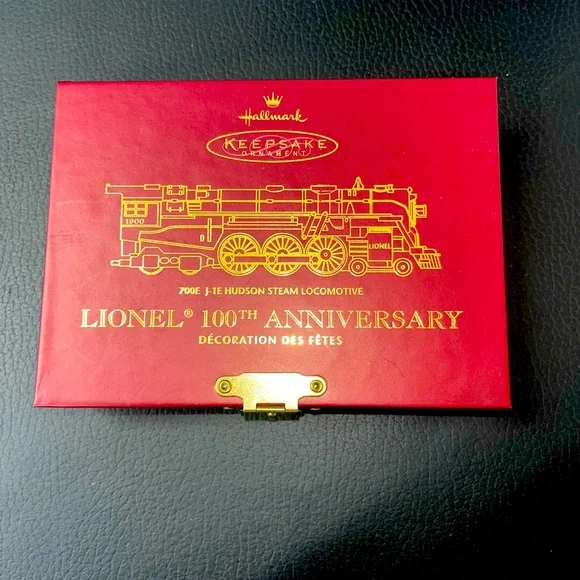 Hallmark
KEEPSAKE
ORNAMENT
1900
LIONEL
700E J-1E HUDSON STEAM LOCOMOTIVE
LIONEL® 100TH ANNIVERSARY
DÉCORATION DES FÊTES